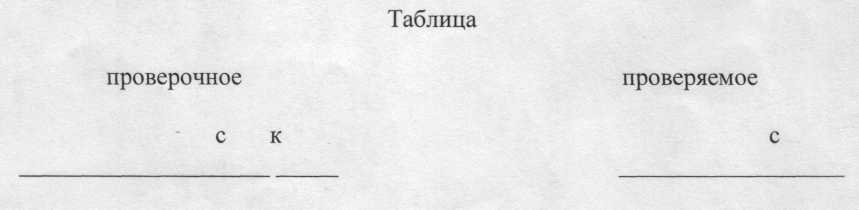 Таблица
проверочное проверяемое
с к с